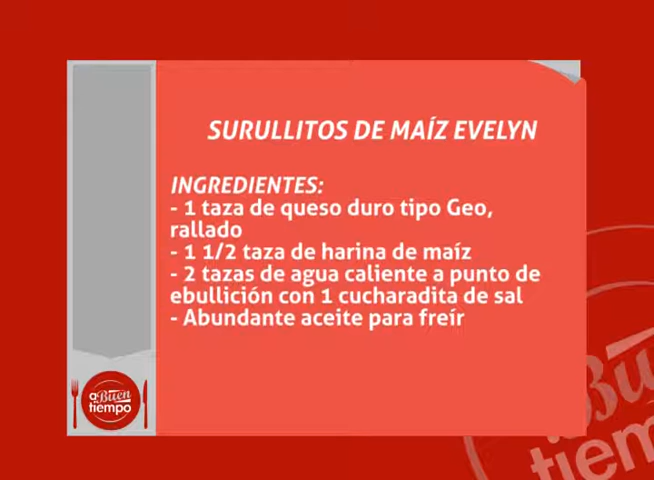 SURULLITOS DE MAÍZ EVELYN
INGREDIENTES:
- 1 taza de queso duro tipo Geo,
rallado
- 1 1/2 taza de harina de maíz
- 2 tazas de agua caliente a punto de
ebullición con 1 cucharadita de sal
- Abundante aceite para freír
a Buen
tiempo
Bu
tiem